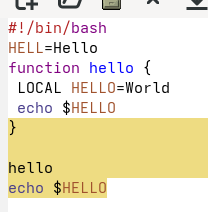 #!/bin/bash
HELL=Hello
function hello {
 LOCAL HELLO=World
 echo $HELLO
}

hello
echo $HELLO